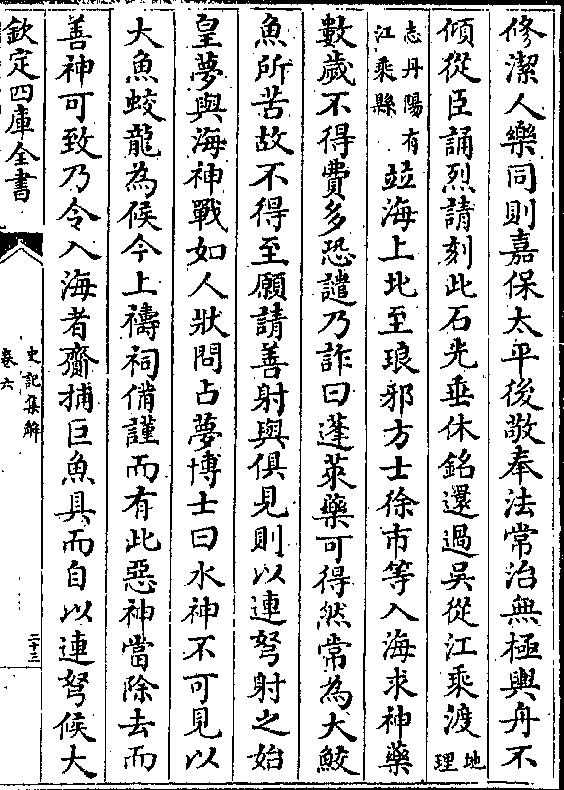 修潔人樂同則嘉保太平後敬奉法常治無極輿舟不
傾從臣誦烈請刻此石光垂休銘還過吳從江乘渡地理
志丹陽有江乘縣並海上北至琅邪方士徐市等入海求神藥
數歲不得費多恐譴乃詐曰蓬萊藥可得然常為大鮫
魚所苦故不得至願請善射與俱見則以連弩射之始
皇夢與海神戰如人狀問占夢博士曰水神不可見以
大魚蛟龍為候今上禱祠備謹而有此惡神當除去而
善神可致乃令入海者齎捕巨魚具而自以連弩候大
欽定四庫全書
史記集解
卷六
二十三